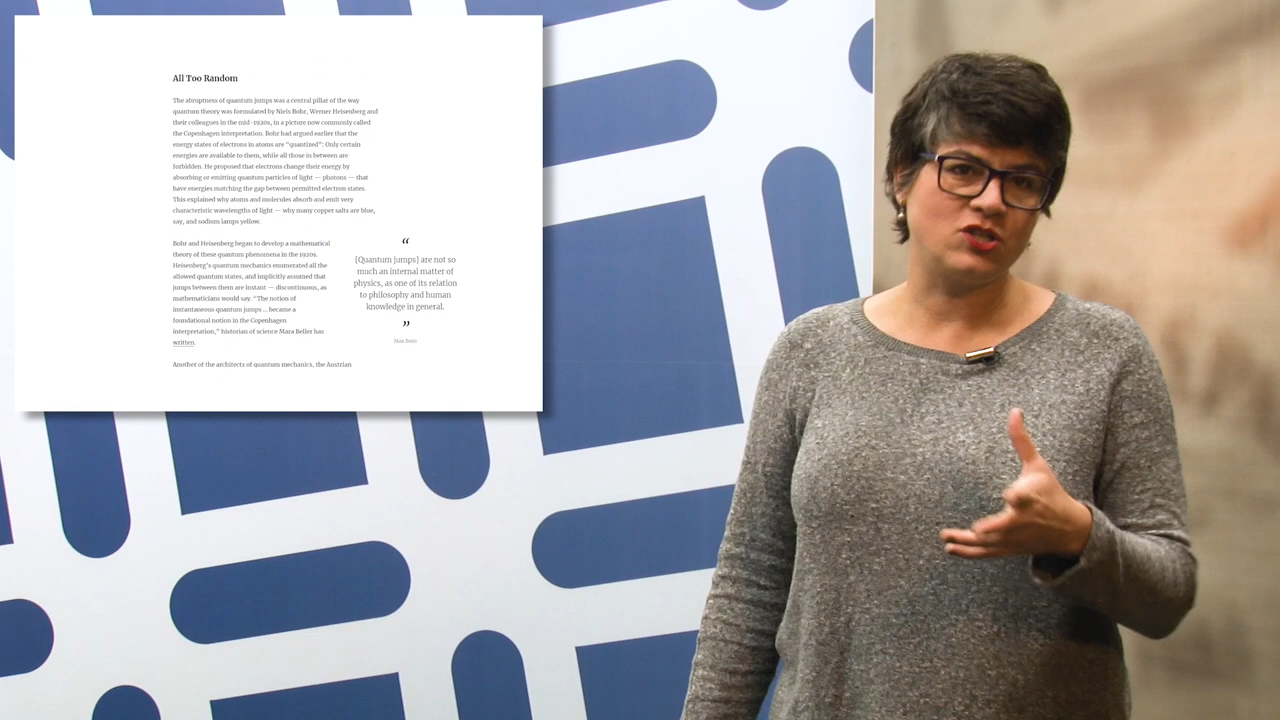 All Too Random
The abruptness of quantum jumps was a central pillar of the way
quantum theory was formulated by Niels Bohr, Werner Heisenberg and
their colleagues in the mid-1920s, in a picture now commonly called
the Copenhagen interpretation. Bohr had argued earlier that the
energy states of electrons in atoms are “quantized”: Only certain
energies are available to them, while all those in between are
forbidden. He proposed that electrons change their energy by
absorbing or emitting quantum particles of light — photons — that
have energies matching the gap between permitted electron states.
This explained why atoms and molecules absorb and emit very
characteristic wavelengths of light — why many copper salts are blue,
say, and sodium lamps yellow.
Bohr and Heisenberg began to develop a mathematical
theory of these quantum phenomena in the 1920s.
Heisenberg’s quantum mechanics enumerated all the
allowed quantum states, and implicitly assumed that
jumps between them are instant — discontinuous, as
mathematicians would say. “The notion of
instantaneous quantum jumps … became a
foundational notion in the Copenhagen
interpretation,” historian of science Mara Beller has
written.
“
[Quantum jumps] are not so
much an internal matter of
physics, as one of its relation
to philosophy and human
knowledge in general.
”
Max Born
Another of the architects of quantum mechanics, the Austrian